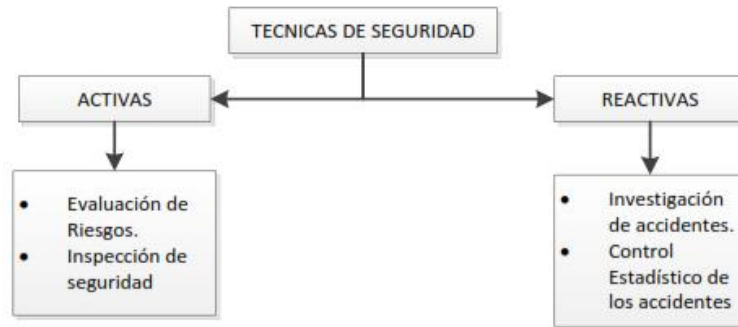 TECNICAS DE SEGURIDAD
ACTIVAS
REACTIVAS
• Evaluación de
Riesgos.
• Inspección de
seguridad
• Investigación
de accidentes.
• Control
Estadístico de
los accidentes